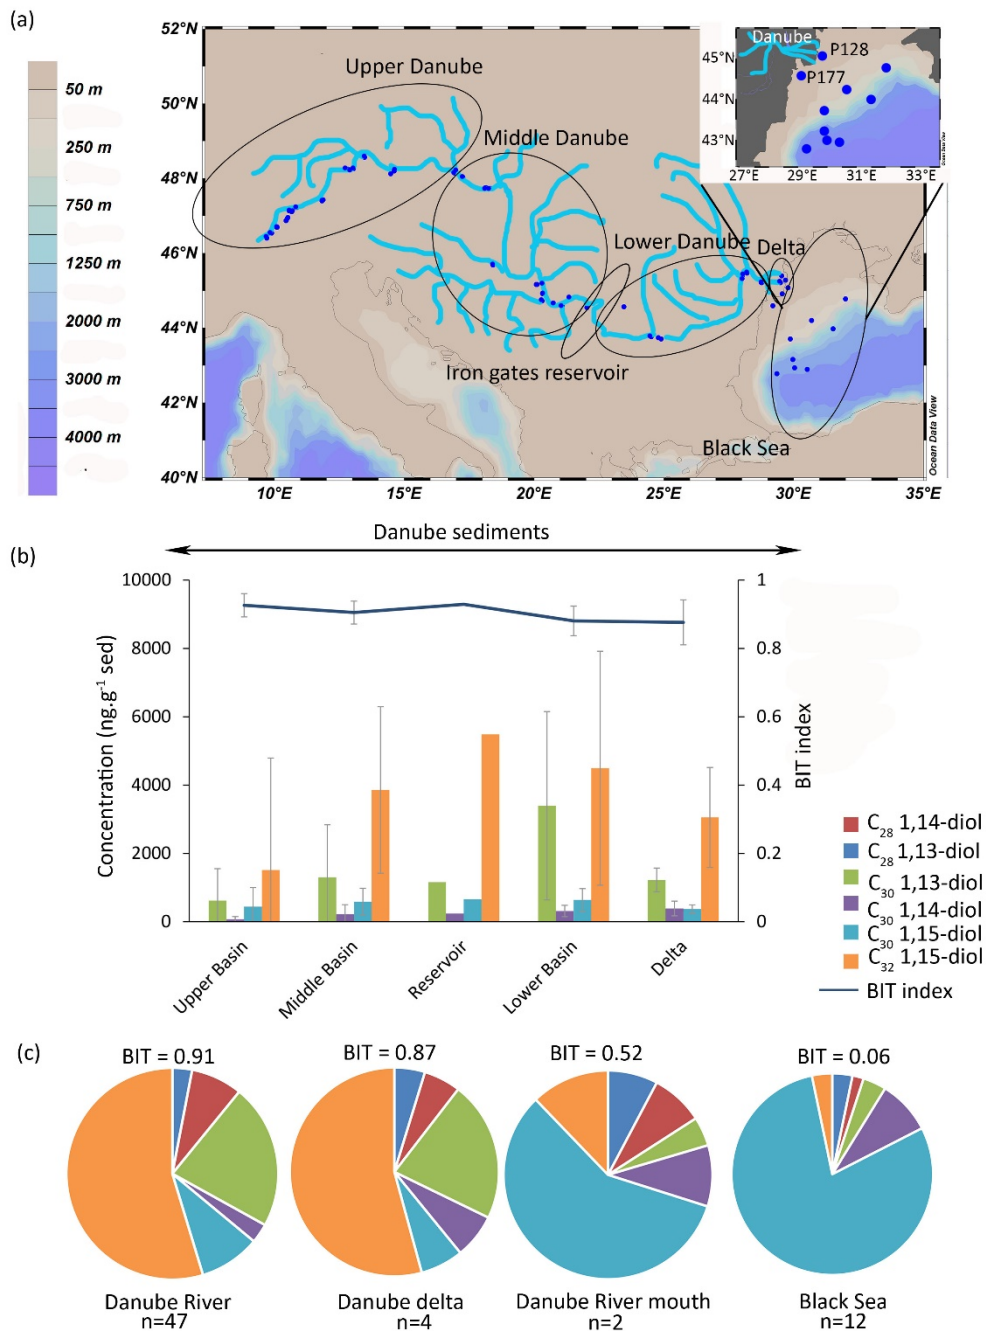 (a)
52°N
50°N
48°N
46°N
44°N
42°N
40°N
50 m
250 m
750 m
1250 m
2000 m
3000 m
4000 m
Upper Danube
Middle Danube
Lower Danube
Delta
Iron gates reservoir
Black Sea
10°E 15°E 20°E 25°E 30°E 35°E
Ocean Data View
Danube
P128
P177
45°N
44°N
43°N
27°E 29°E 31°E 33°E
Danube sediments
(b)
Concentration (ng.g⁻¹ sed)
10000
8000
6000
4000
2000
0
BIT index
1
0.8
0.6
0.4
0.2
0
Upper Basin
Middle Basin
Reservoir
Lower Basin
Delta
C₂₈ 1,14-diol
C₂₈ 1,13-diol
C₃₀ 1,13-diol
C₃₀ 1,14-diol
C₃₀ 1,15-diol
C₃₂ 1,15-diol
BIT index
(c)
BIT = 0.91
BIT = 0.87
BIT = 0.52
BIT = 0.06
Danube River
n=47
Danube delta
n=4
Danube River mouth
n=2
Black Sea
n=12